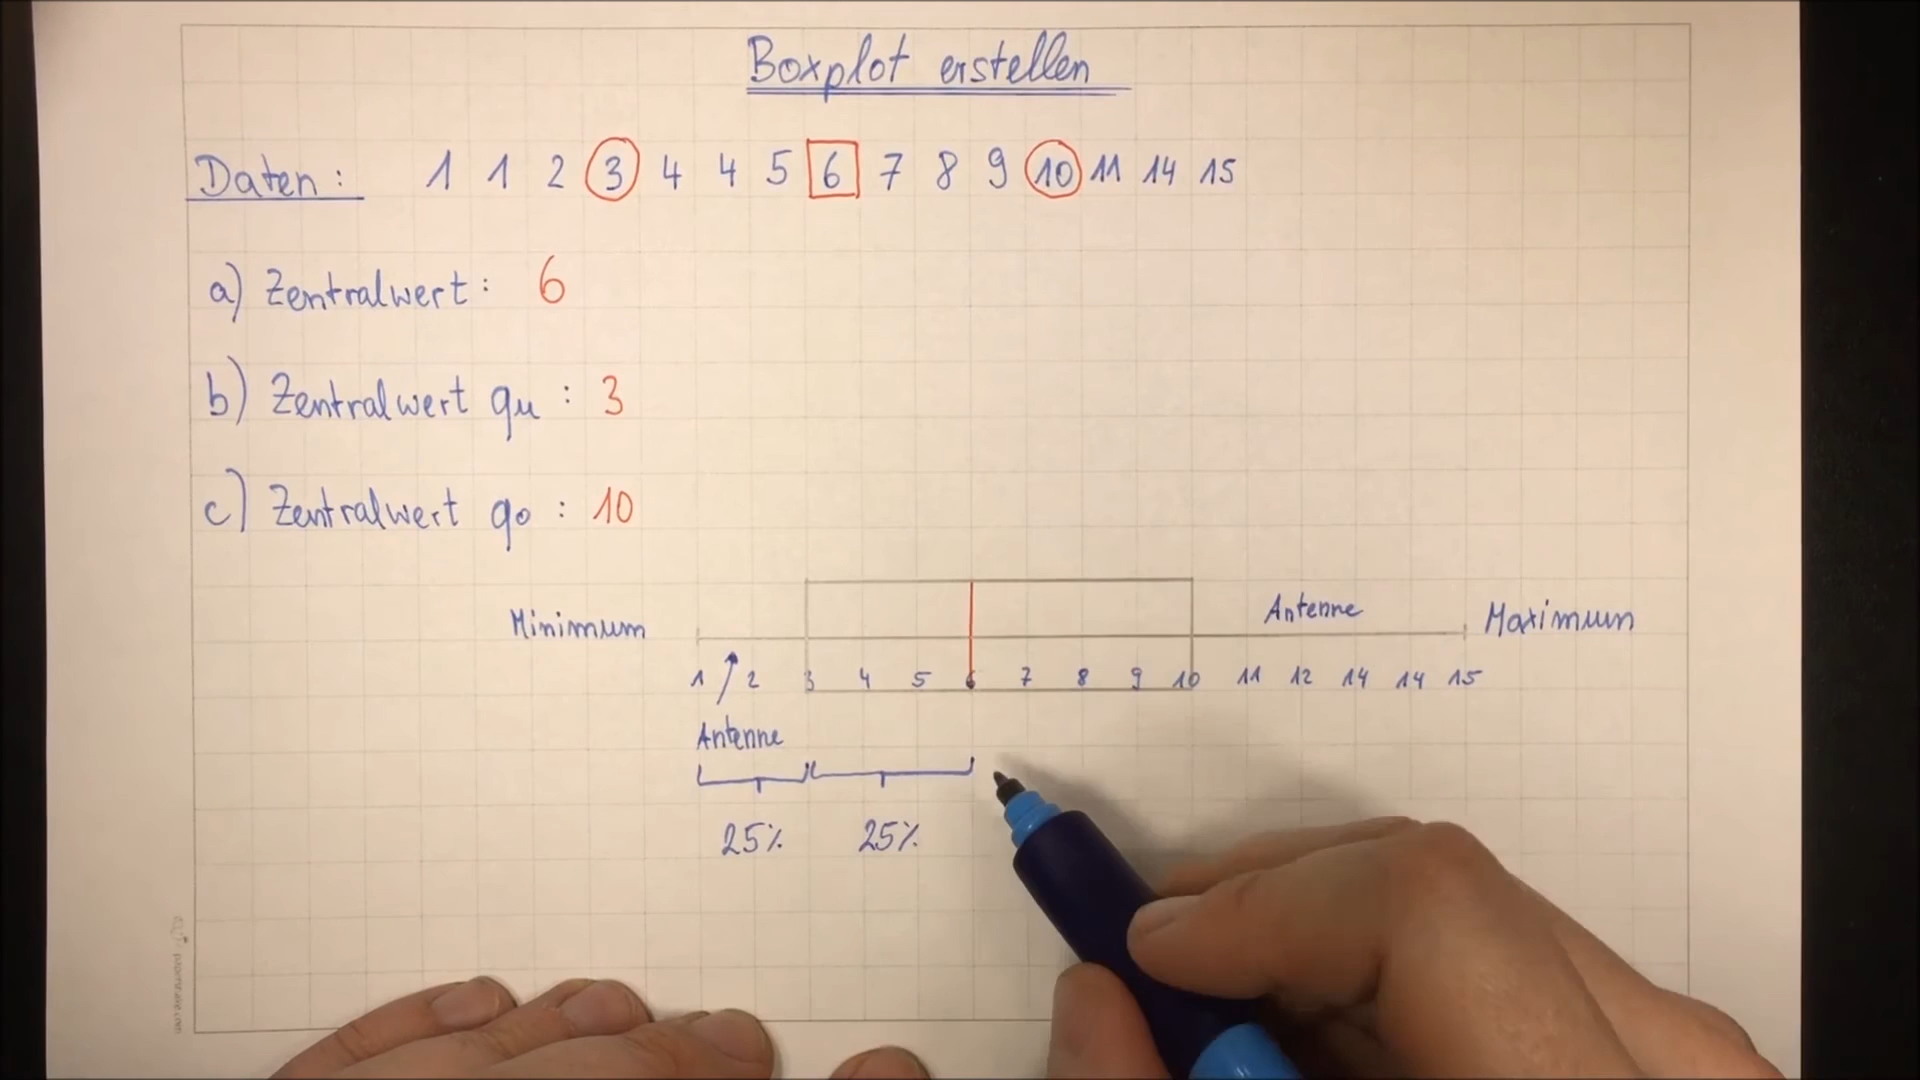 Boxplot erstellen
Daten: 1 1 2 3 4 4 5 6 7 8 9 10 11 14 15
a) Zentralwert: 6
b) Zentralwert qu : 3
c) Zentralwert qo : 10
Minimum Antenne Maximum
1 2 3 4 5 6 7 8 9 10 11 12 14 14 15
Antenne
25% 25%